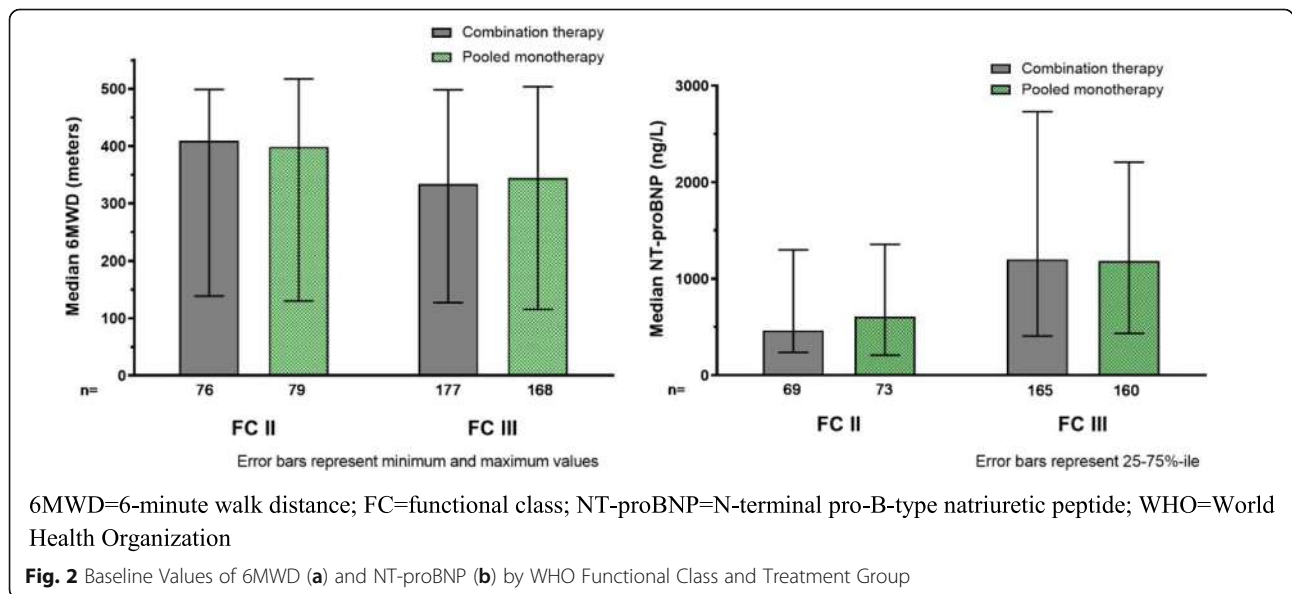 Combination therapy
Pooled monotherapy
Median 6MWD (meters)
500
400
300
200
100
0
n= 76 79 177 168
FC II FC III
Error bars represent minimum and maximum values
Combination therapy
Pooled monotherapy
Median NT-proBNP (ng/L)
3000
2000
1000
0
n= 69 73 165 160
FC II FC III
Error bars represent 25-75%-ile
6MWD=6-minute walk distance; FC=functional class; NT-proBNP=N-terminal pro-B-type natriuretic peptide; WHO=World
Health Organization
Fig. 2 Baseline Values of 6MWD (a) and NT-proBNP (b) by WHO Functional Class and Treatment Group